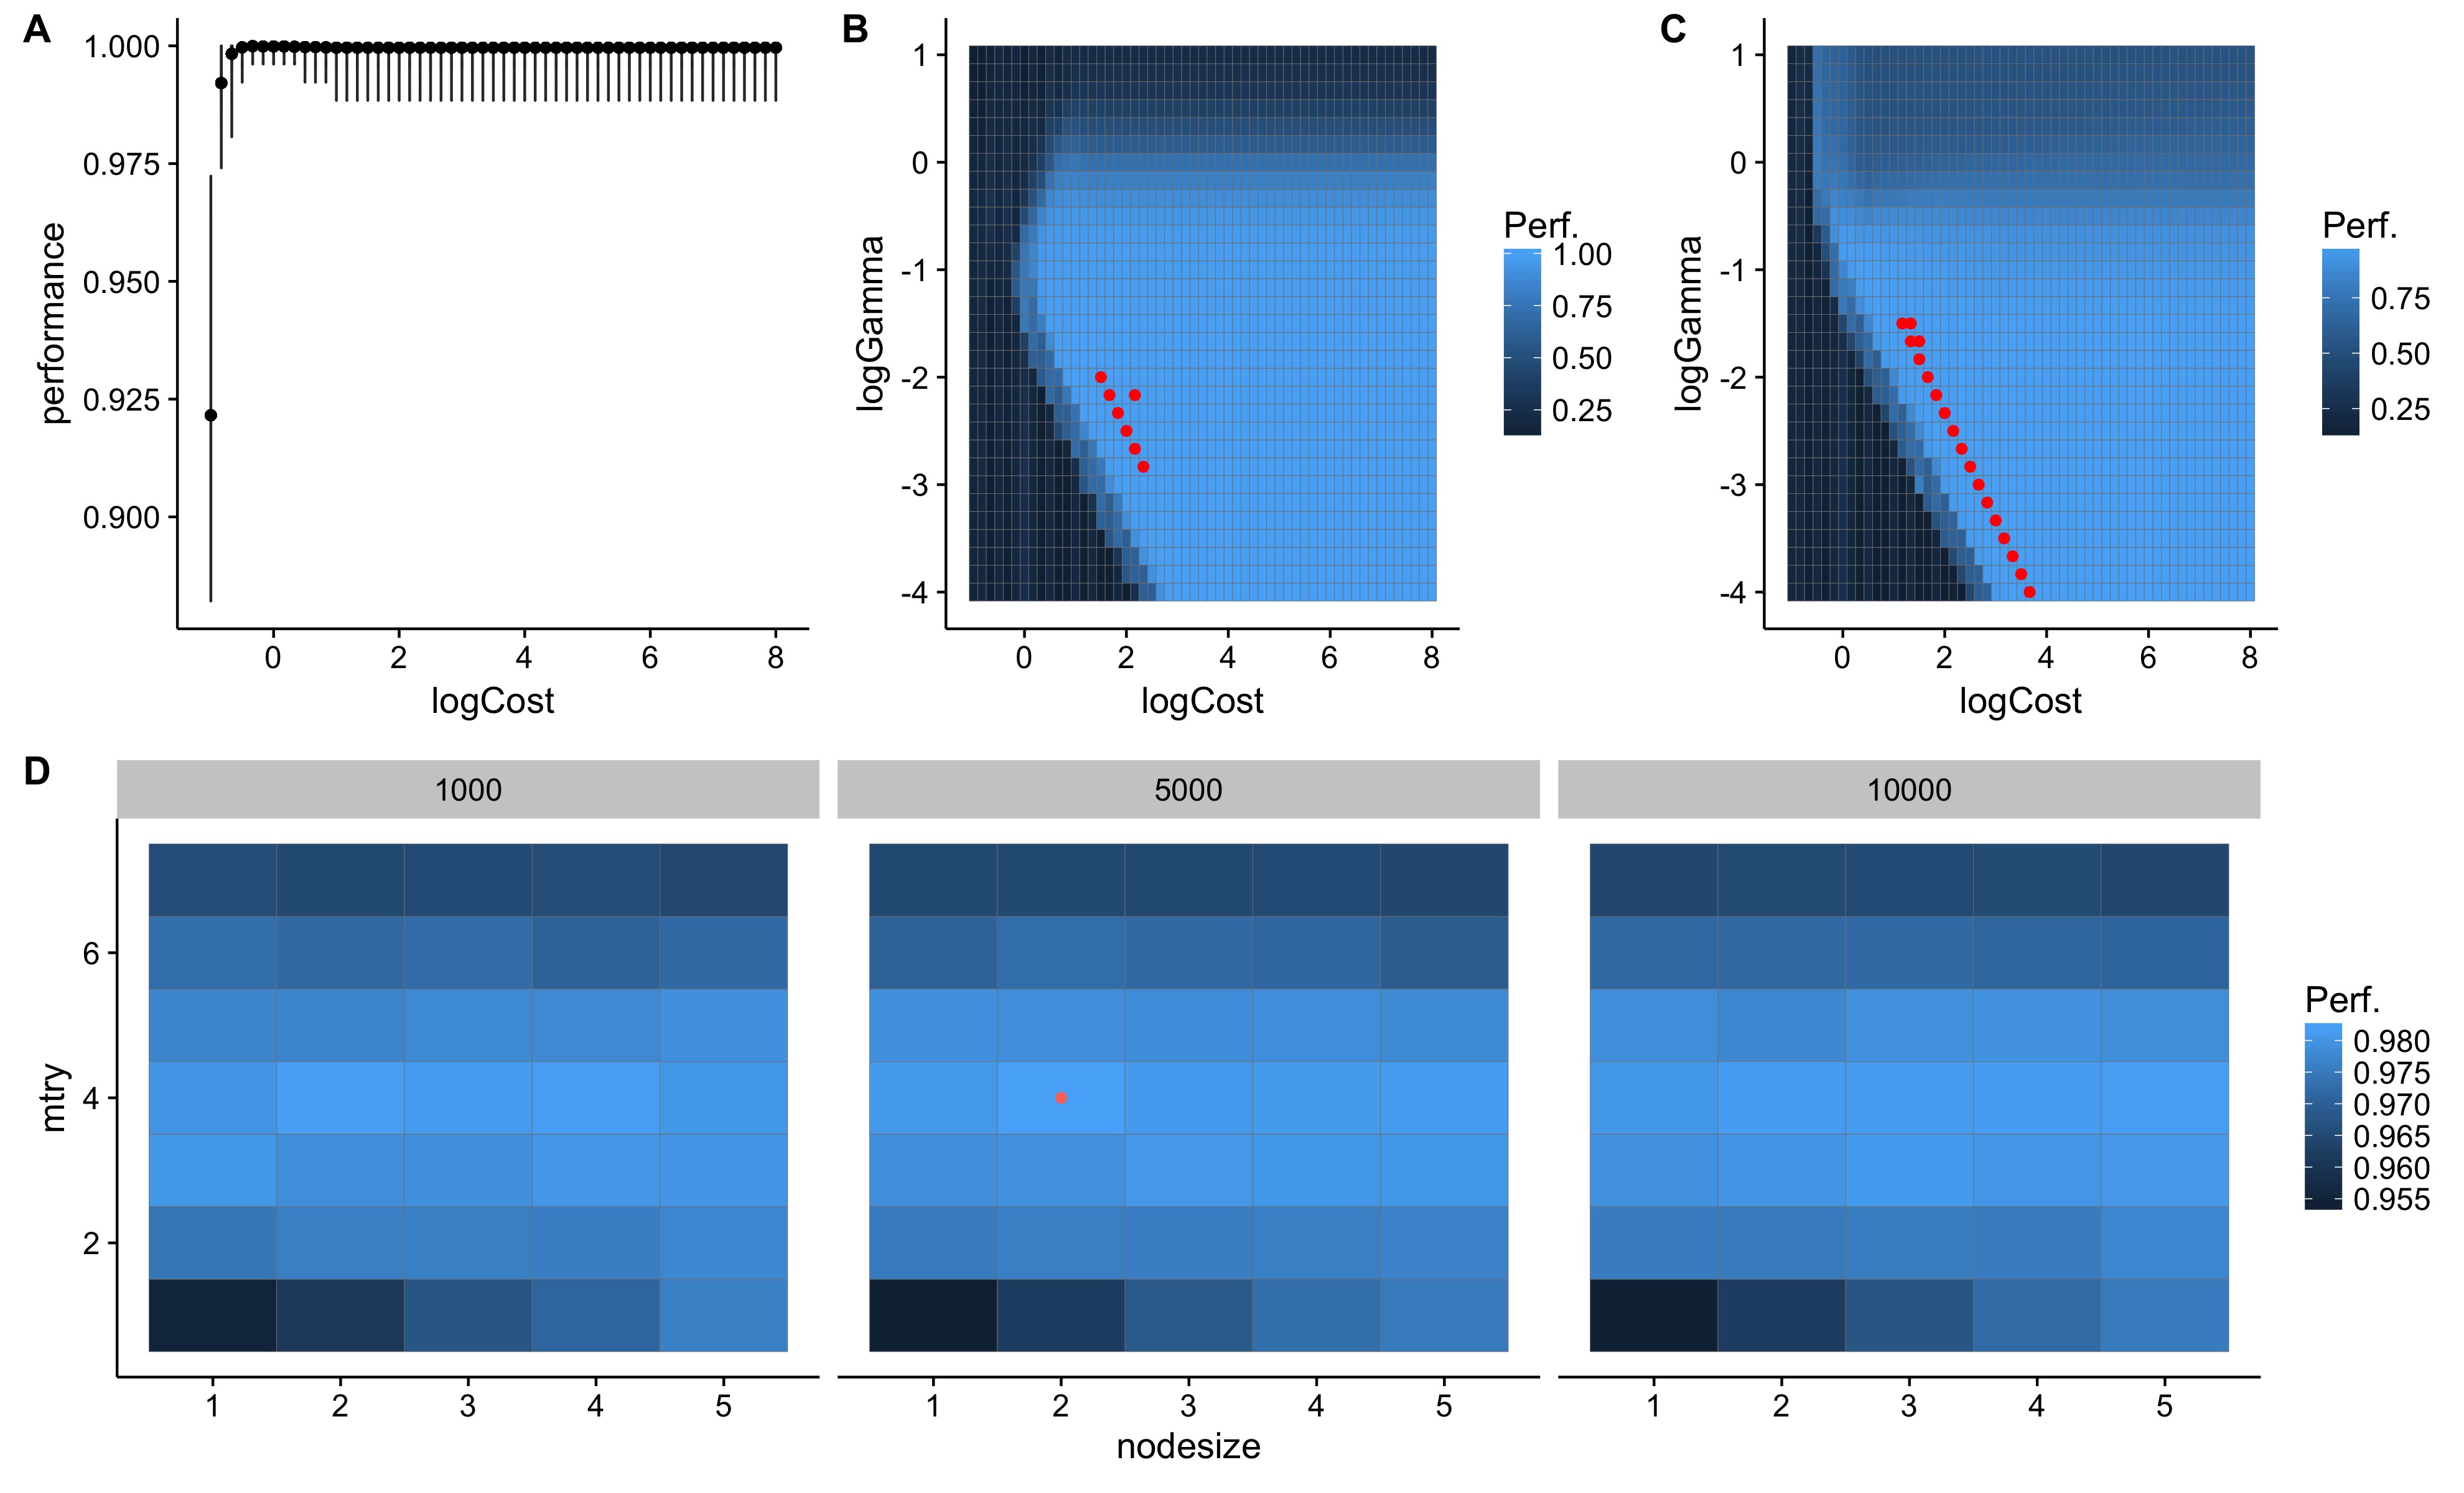 A
1.000
0.975
0.950
0.925
0.900
performance
0 2 4 6 8
logCost
B
1
0
-1
-2
-3
-4
logGamma
0 2 4 6 8
logCost
Perf.
1.00
0.75
0.50
0.25
C
1
0
-1
-2
-3
-4
logGamma
0 2 4 6 8
logCost
Perf.
0.75
0.50
0.25
D
1000
5000
10000
6
4
2
mtry
1 2 3 4 5
1 2 3 4 5
1 2 3 4 5
nodesize
Perf.
0.980
0.975
0.970
0.965
0.960
0.955